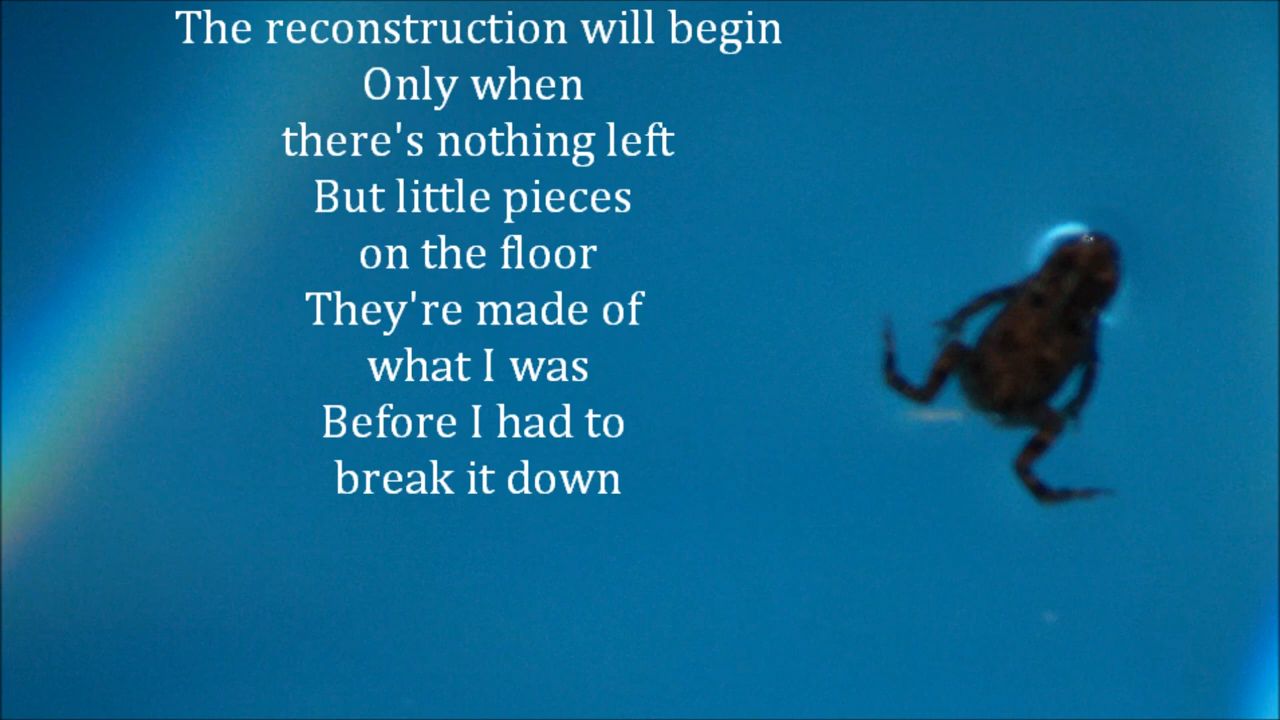 The reconstruction will begin
Only when
there's nothing left
But little pieces
on the floor
They're made of
what I was
Before I had to
break it down